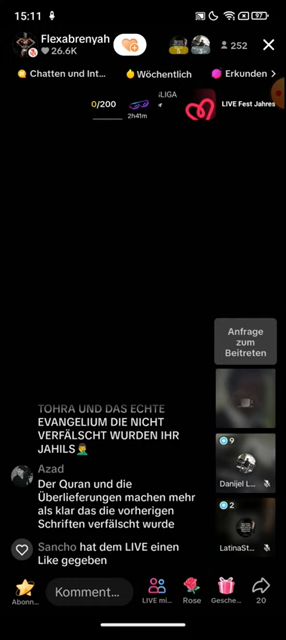 15:11
97
Flexabrenyah
26.6K
5
252
Chatten und Int...
Wöchentlich
Erkunden >
0/200
2h41m
LIGA
LIVE Fest Jahres
Anfrage
zum
Beitreten
TOHRA UND DAS ECHTE
EVANGELIUM DIE NICHT
VERFÄLSCHT WURDEN IHR
JAHILS🤦‍♂️
9
Danijel L...
Azad
Der Quran und die
Überlieferungen machen mehr
als klar das die vorherigen
Schriften verfälscht wurde
2
LatinaSt...
Sancho hat dem LIVE einen
Like gegeben
Abonn...
Komment...
LIVE mi...
Rose
Gesche...
20